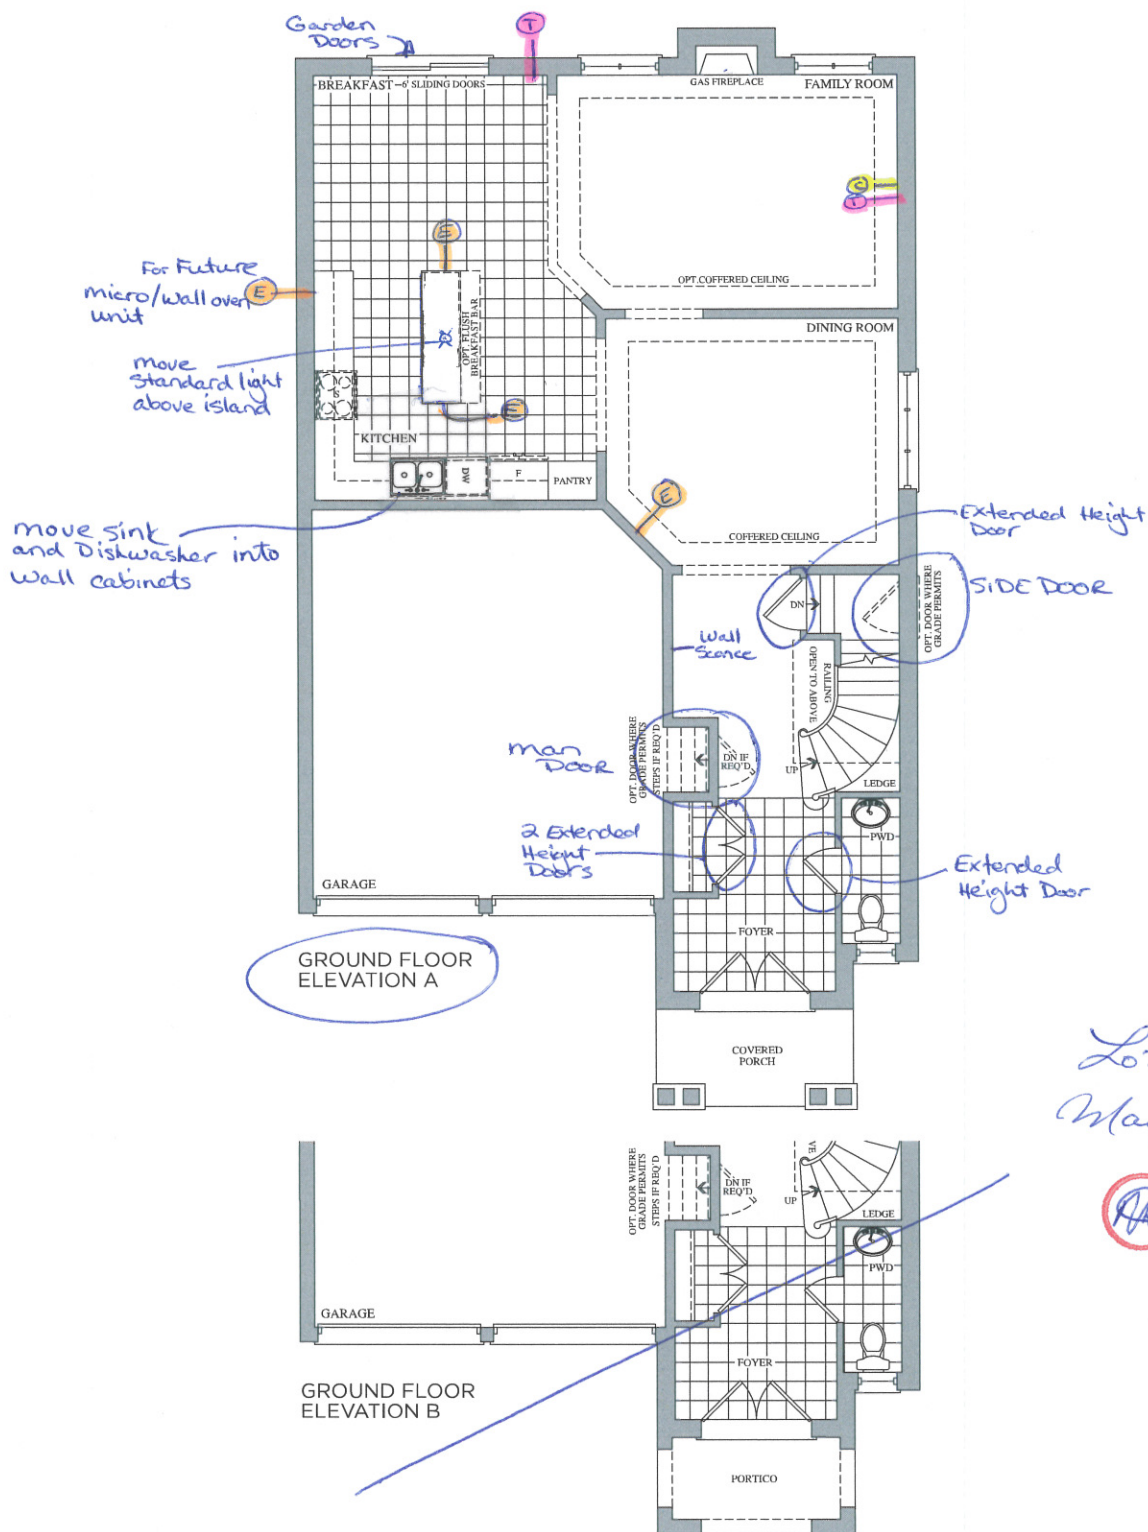 Garden
Doors
T
BREAKFAST
6' SLIDING DOORS
GAS FIREPLACE
FAMILY ROOM
C
T
E
For Future
micro/wall oven
unit
E
OPT. COFFERED CEILING
OPT. FLUSH
BREAKFAST BAR
DINING ROOM
move
standard light
above island
S
E
KITCHEN
DW
F
PANTRY
E
move sink
and Dishwasher into
wall cabinets
COFFERED CEILING
Extended Height
Door
DN
OPT. DOOR WHERE
GRADE PERMITS
SIDE DOOR
Wall
Sconce
RAILING
OPEN TO ABOVE
man
DOOR
OPT. DOOR WHERE
GRADE PERMITS
STEPS IF REQ'D
DN IF
REQ'D
UP
LEDGE
2 Extended
Height
Doors
PWD
Extended
Height Door
GARAGE
FOYER
GROUND FLOOR
ELEVATION A
COVERED
PORCH
OPT. DOOR WHERE
GRADE PERMITS
STEPS IF REQ'D
DN IF
REQ'D
UP
VE
LEDGE
PWD
GARAGE
FOYER
GROUND FLOOR
ELEVATION B
PORTICO